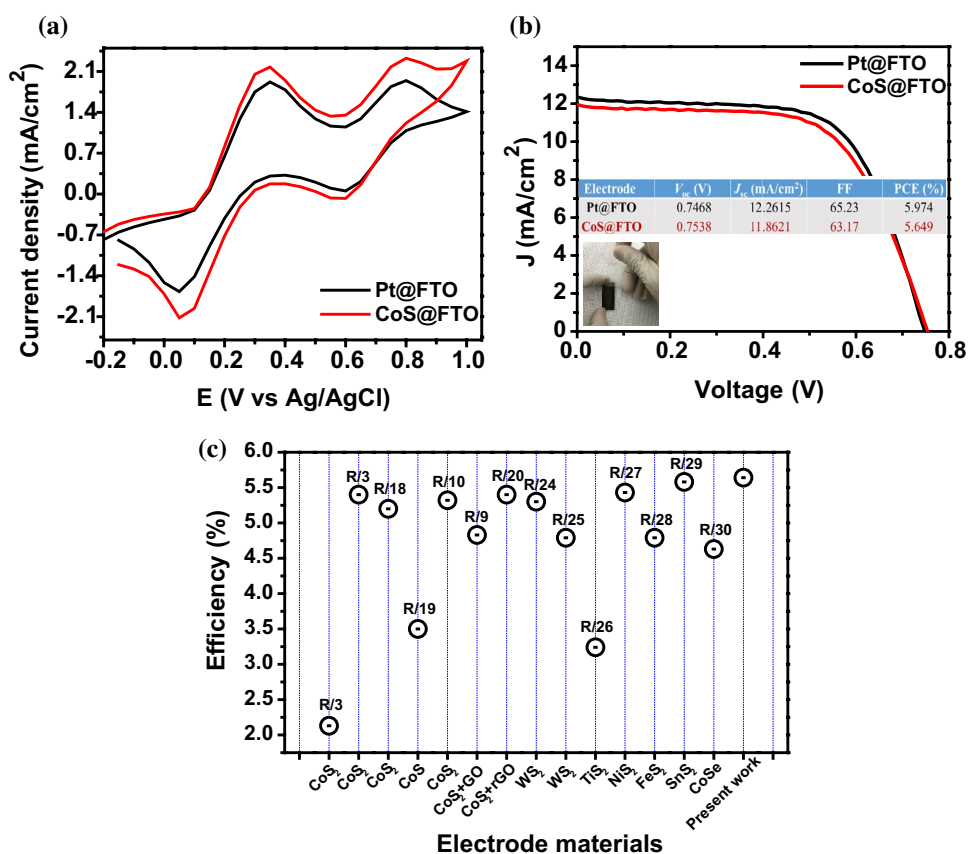 (a)
Current density (mA/cm²)
2.1
1.4
0.7
0.0
-0.7
-1.4
-2.1
Pt@FTO
CoS@FTO
-0.2 0.0 0.2 0.4 0.6 0.8 1.0
E (V vs Ag/AgCl)
(b)
J (mA/cm²)
14
12
10
8
6
4
2
0
Pt@FTO
CoS@FTO
Electrode V_oc (V) J_sc (mA/cm²) FF PCE (%)
Pt@FTO 0.7468 12.2615 65.23 5.974
CoS@FTO 0.7538 11.8621 63.17 5.649
0.0 0.2 0.4 0.6 0.8
Voltage (V)
(c)
Efficiency (%)
6.0
5.5
5.0
4.5
4.0
3.5
3.0
2.5
2.0
R/3
R/3
R/18
R/19
R/10
R/9
R/20
R/24
R/25
R/26
R/27
R/28
R/29
R/30
CoS₂
CoS₂
CoS₂
CoS
CoS₂
CoS₂+GO
CoS₂+rGO
WS₂
WS₂
TiS₂
NiS₂
FeS₂
SnS₂
CoSe
Present work
Electrode materials